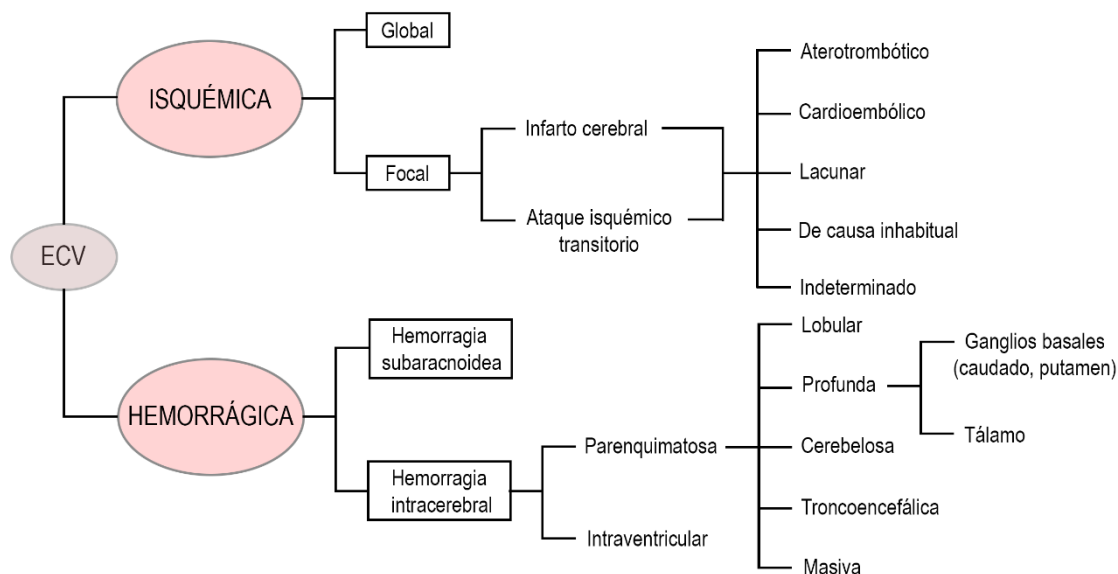 ECV
ISQUÉMICA
Global
Focal
Infarto cerebral
Ataque isquémico
transitorio
Aterotrombótico
Cardioembólico
Lacunar
De causa inhabitual
Indeterminado
HEMORRÁGICA
Hemorragia
subaracnoidea
Hemorragia
intracerebral
Parenquimatosa
Intraventricular
Lobular
Profunda
Ganglios basales
(caudado, putamen)
Tálamo
Cerebelosa
Troncoencefálica
Masiva